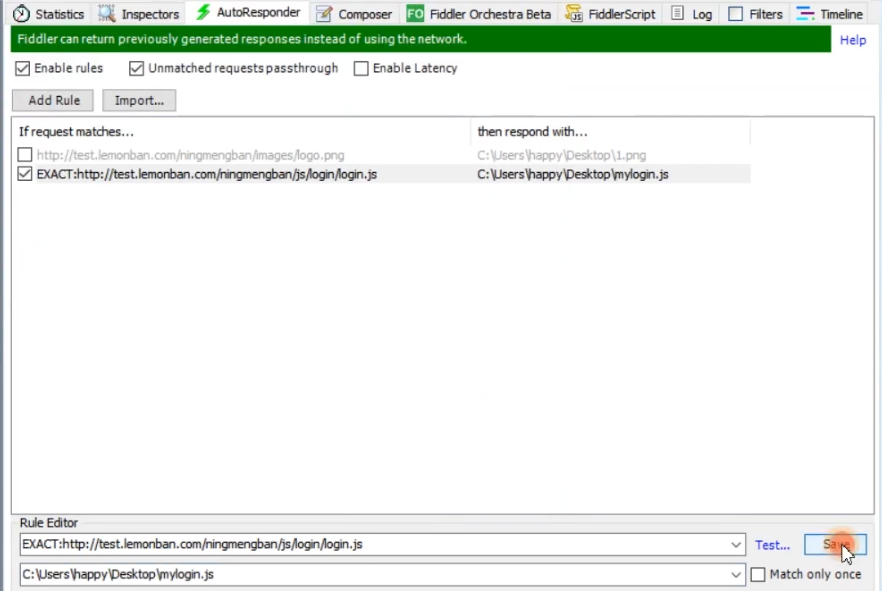 Statistics Inspectors AutoResponder Composer FO Fiddler Orchestra Beta FiddlerScript Log Filters Timeline
Fiddler can return previously generated responses instead of using the network. Help
Enable rules Unmatched requests passthrough Enable Latency
Add Rule Import...
If request matches... then respond with...
http://test.lemonban.com/ningmengban/images/logo.png C:\Users\happy\Desktop\1.png
EXACT:http://test.lemonban.com/ningmengban/js/login/login.js C:\Users\happy\Desktop\mylogin.js
Rule Editor
EXACT:http://test.lemonban.com/ningmengban/js/login/login.js Test... Save
C:\Users\happy\Desktop\mylogin.js Match only once